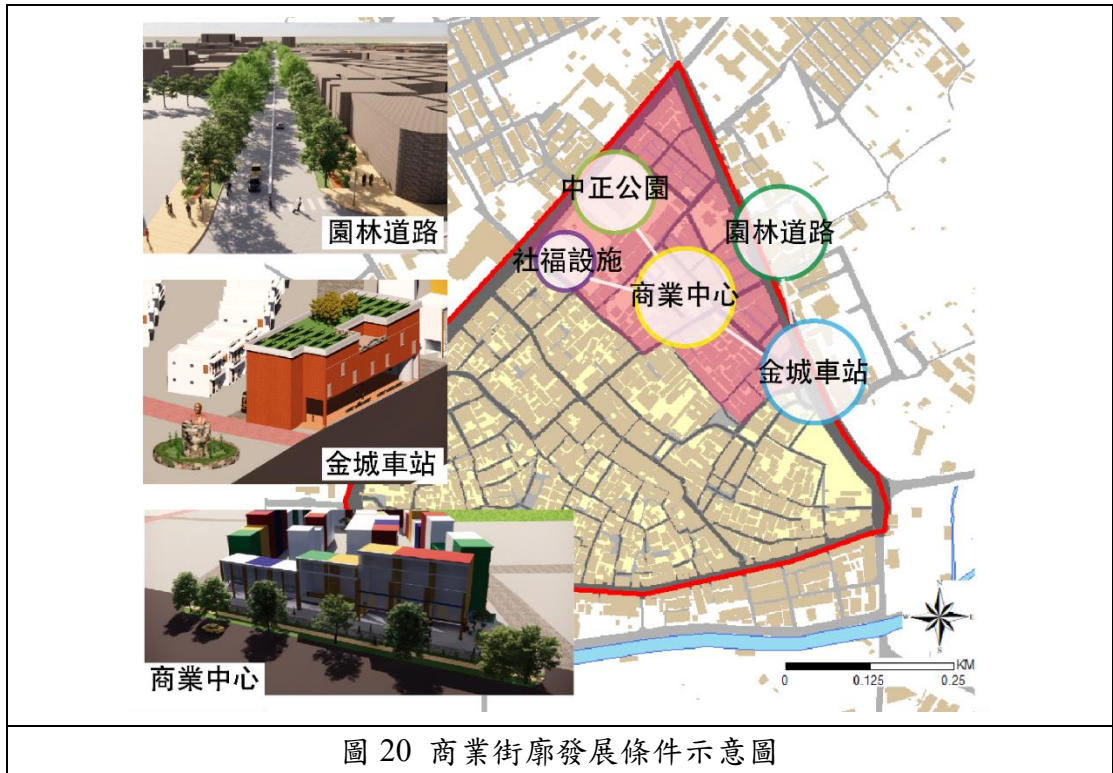 園林道路
金城車站
商業中心
中正公園
社福設施
園林道路
商業中心
金城車站
N
W
E
S
KM
0
0.125
0.25
圖 20 商業街廓發展條件示意圖